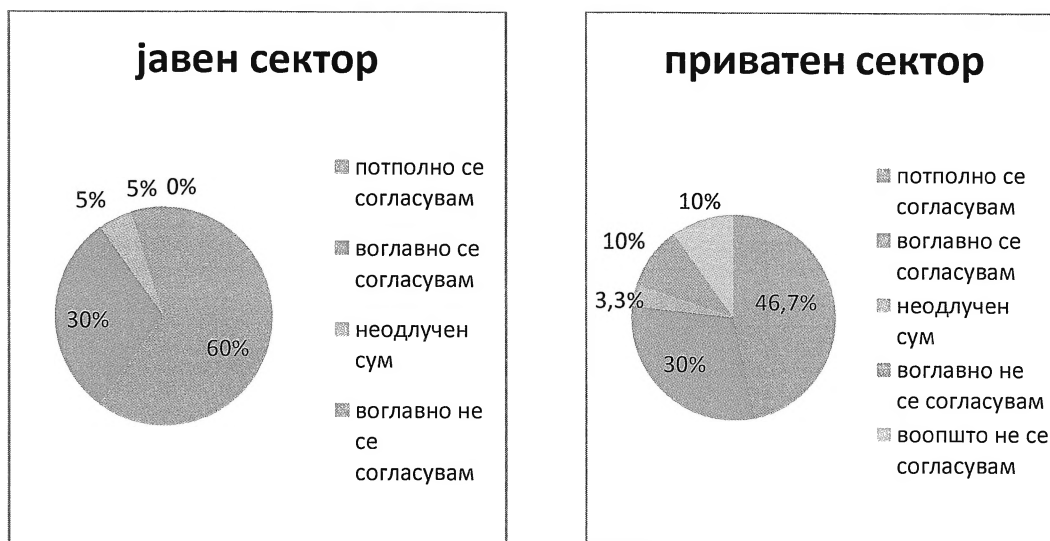 јавен сектор
5%
5%
0%
30%
60%
потполно се
согласувам
воглавно се
согласувам
неодлучен
сум
воглавно не
се
согласувам
приватен сектор
10%
10%
3,3%
46,7%
30%
потполно се
согласувам
воглавно се
согласувам
неодлучен
сум
воглавно не
се согласувам
воопшто не се
согласувам